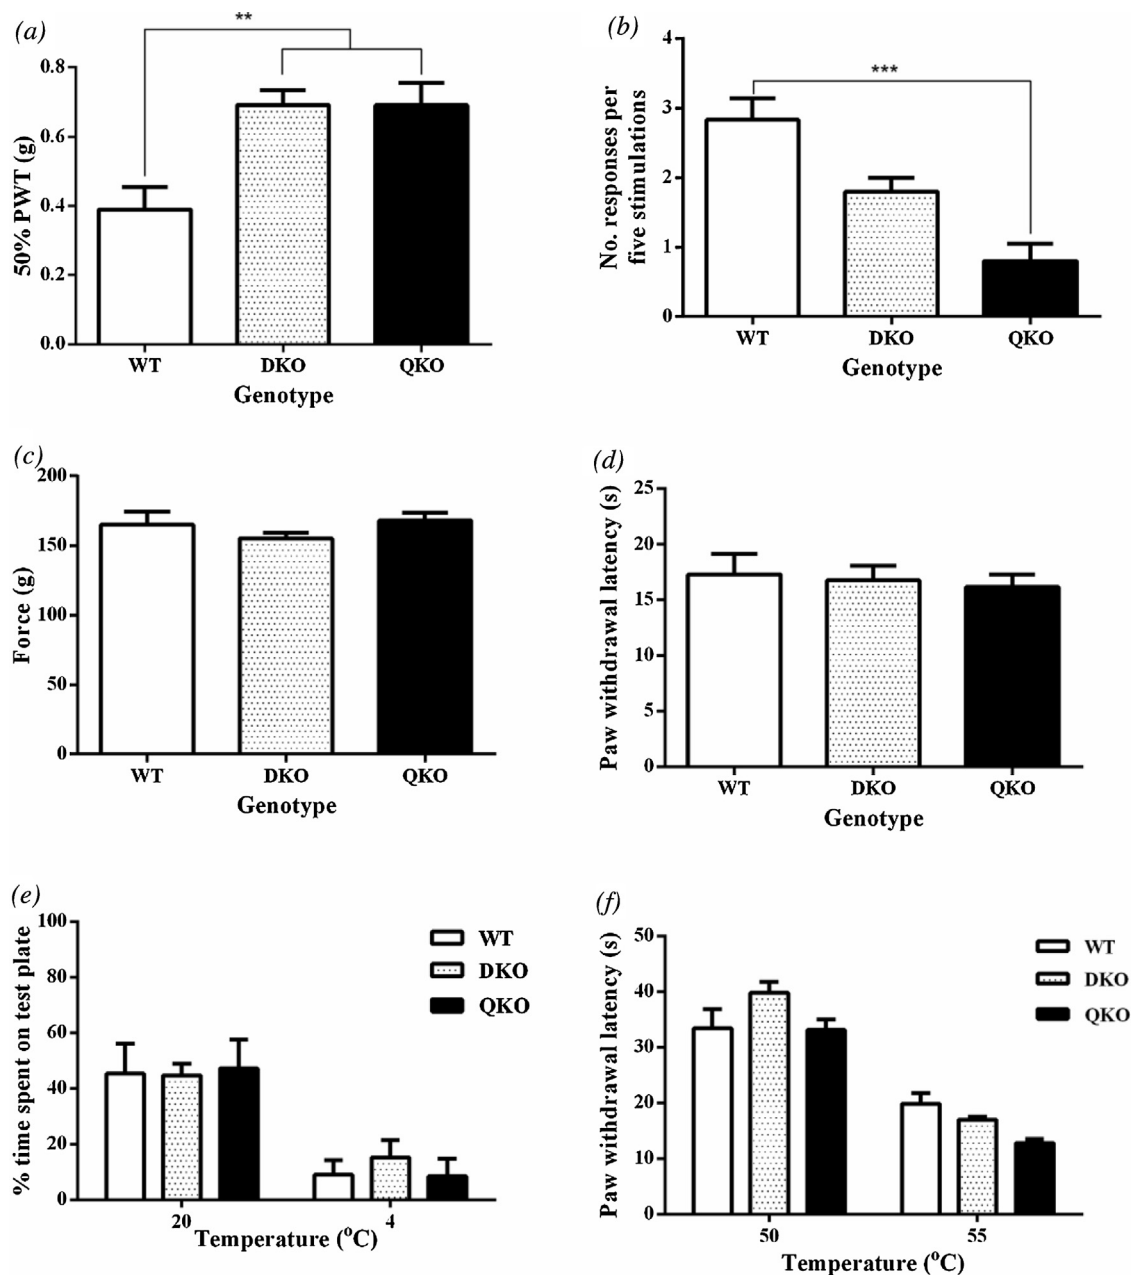 (a)
**
0.8
0.6
0.4
0.2
0.0
50% PWT (g)
WT DKO QKO
Genotype
(b)
***
4
3
2
1
0
No. responses per
five stimulations
WT DKO QKO
Genotype
(c)
200
150
100
50
0
Force (g)
WT DKO QKO
Genotype
(d)
25
20
15
10
5
0
Paw withdrawal latency (s)
WT DKO QKO
Genotype
(e)
100
80
60
40
20
0
% time spent on test plate
WT
DKO
QKO
20 4
Temperature (°C)
(f)
50
40
30
20
10
0
Paw withdrawal latency (s)
WT
DKO
QKO
50 55
Temperature (°C)